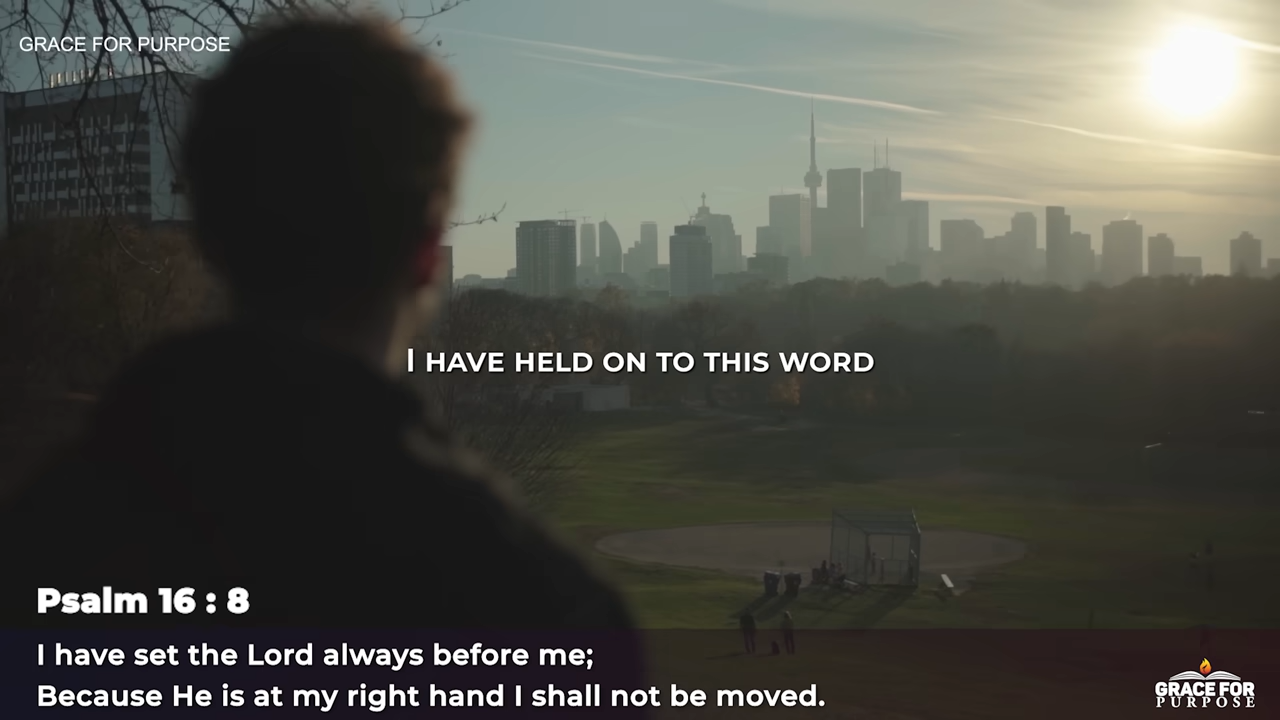 GRACE FOR PURPOSE
I HAVE HELD ON TO THIS WORD
Psalm 16 : 8
I have set the Lord always before me;
Because He is at my right hand I shall not be moved.
GRACE FOR
PURPOSE